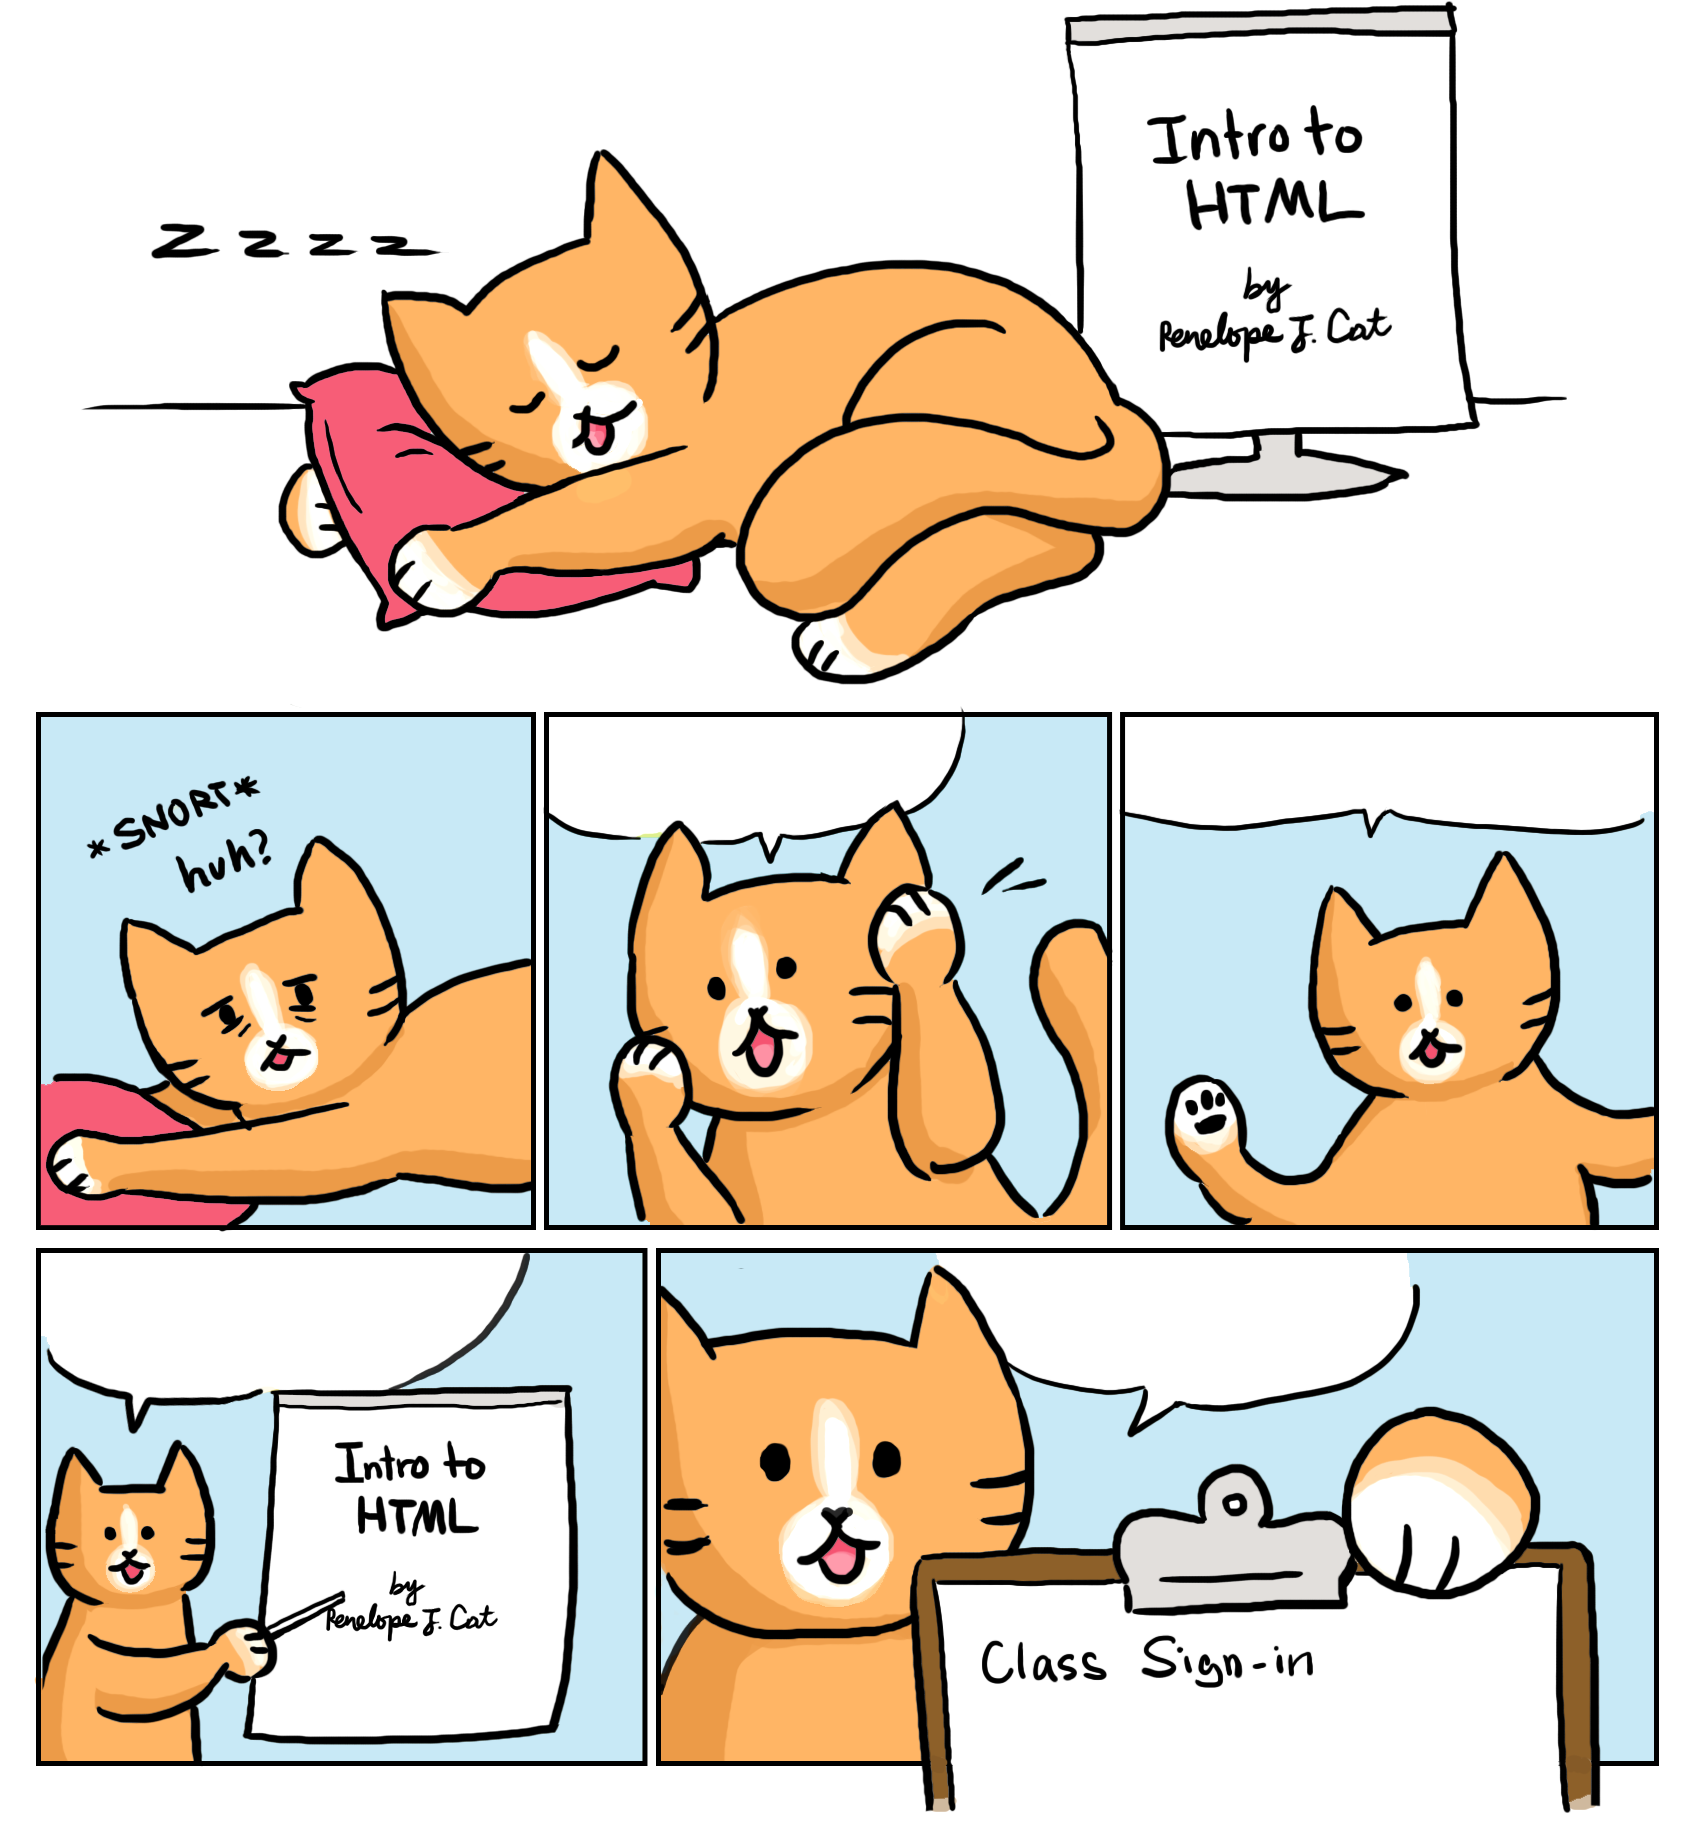 z z z z
Intro to
HTML
by
Penelope J. Cat
*SNORT*
huh?
Intro to
HTML
by
Penelope J. Cat
Class Sign-in